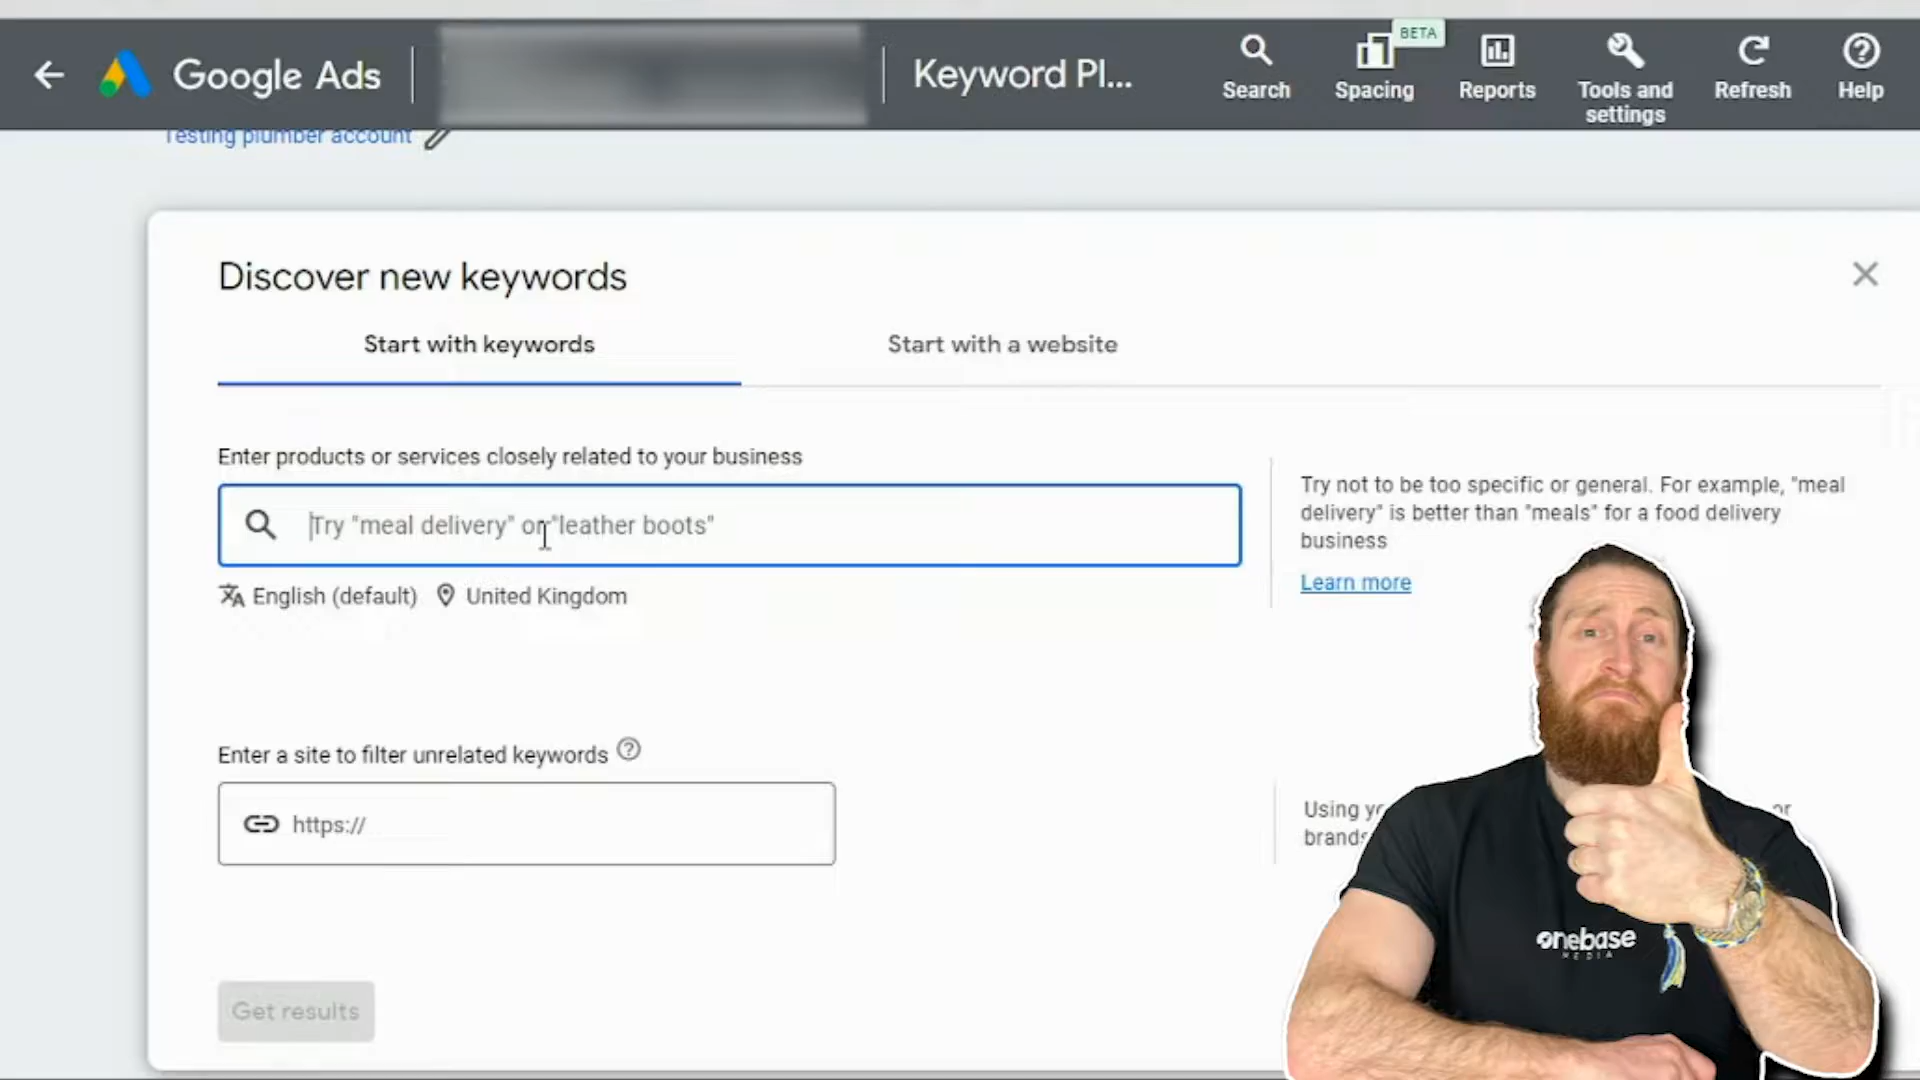 Google Ads
Keyword Pl...
BETA
Search
Spacing
Reports
Tools and
settings
Refresh
Help
Testing plumber account
Discover new keywords
Start with keywords
Start with a website
Enter products or services closely related to your business
Try "meal delivery" or "leather boots"
English (default)
United Kingdom
Try not to be too specific or general. For example, "meal
delivery" is better than "meals" for a food delivery
business
Learn more
Enter a site to filter unrelated keywords
https://
Using
or
Get results
onebase
MEDIA